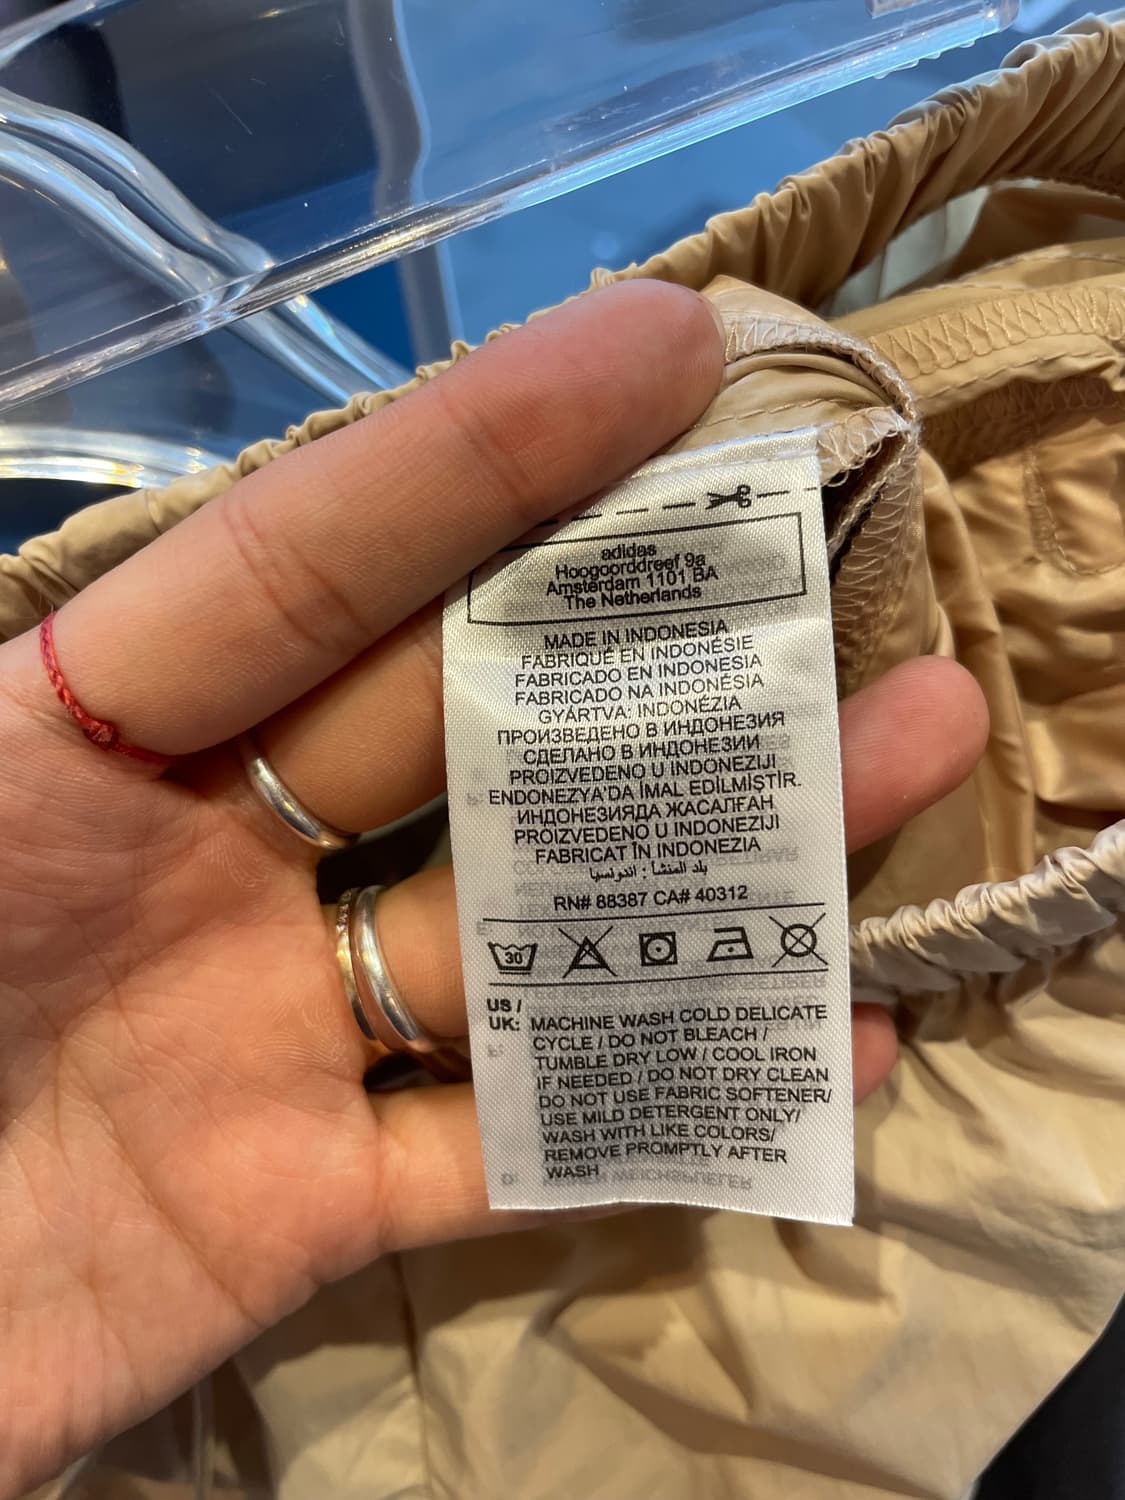 adidas
Hoogoorddreef 9a
Amsterdam 1101 BA
The Netherlands
MADE IN INDONESIA
FABRIQUÉ EN INDONÉSIE
FABRICADO EN INDONESIA
FABRICADO NA INDONÉSIA
GYÁRTVA: INDONÉZIA
ПРОИЗВЕДЕНО В ИНДОНЕЗИЯ
СДЕЛАНО В ИНДОНЕЗИИ
PROIZVEDENO U INDONEZIJI
ENDONEZYA'DA İMAL EDİLMİŞTİR.
ИНДОНЕЗИЯДА ЖАСАЛҒАН
PROIZVEDENO U INDONEZIJI
FABRICAT ÎN INDONEZIA
بلد المنشأ : اندونسيا
RN# 88387 CA# 40312
30
US /
UK: MACHINE WASH COLD DELICATE
CYCLE / DO NOT BLEACH /
TUMBLE DRY LOW / COOL IRON
IF NEEDED / DO NOT DRY CLEAN
DO NOT USE FABRIC SOFTENER/
USE MILD DETERGENT ONLY/
WASH WITH LIKE COLORS/
REMOVE PROMPTLY AFTER
WASH